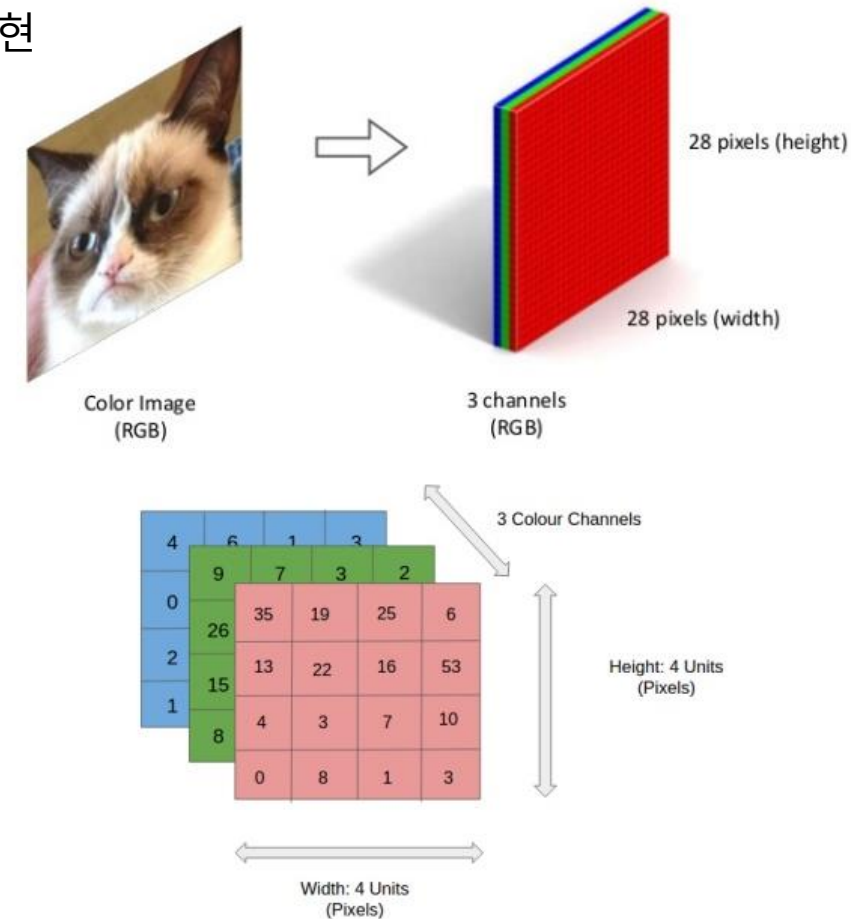 현
28 pixels (height)
28 pixels (width)
Color Image
(RGB)
3 channels
(RGB)
3 Colour Channels
4 6 1 3
0
2
1
9 7 3 2
26
15
8
35 19 25 6
13 22 16 53
4 3 7 10
0 8 1 3
Height: 4 Units
(Pixels)
Width: 4 Units
(Pixels)